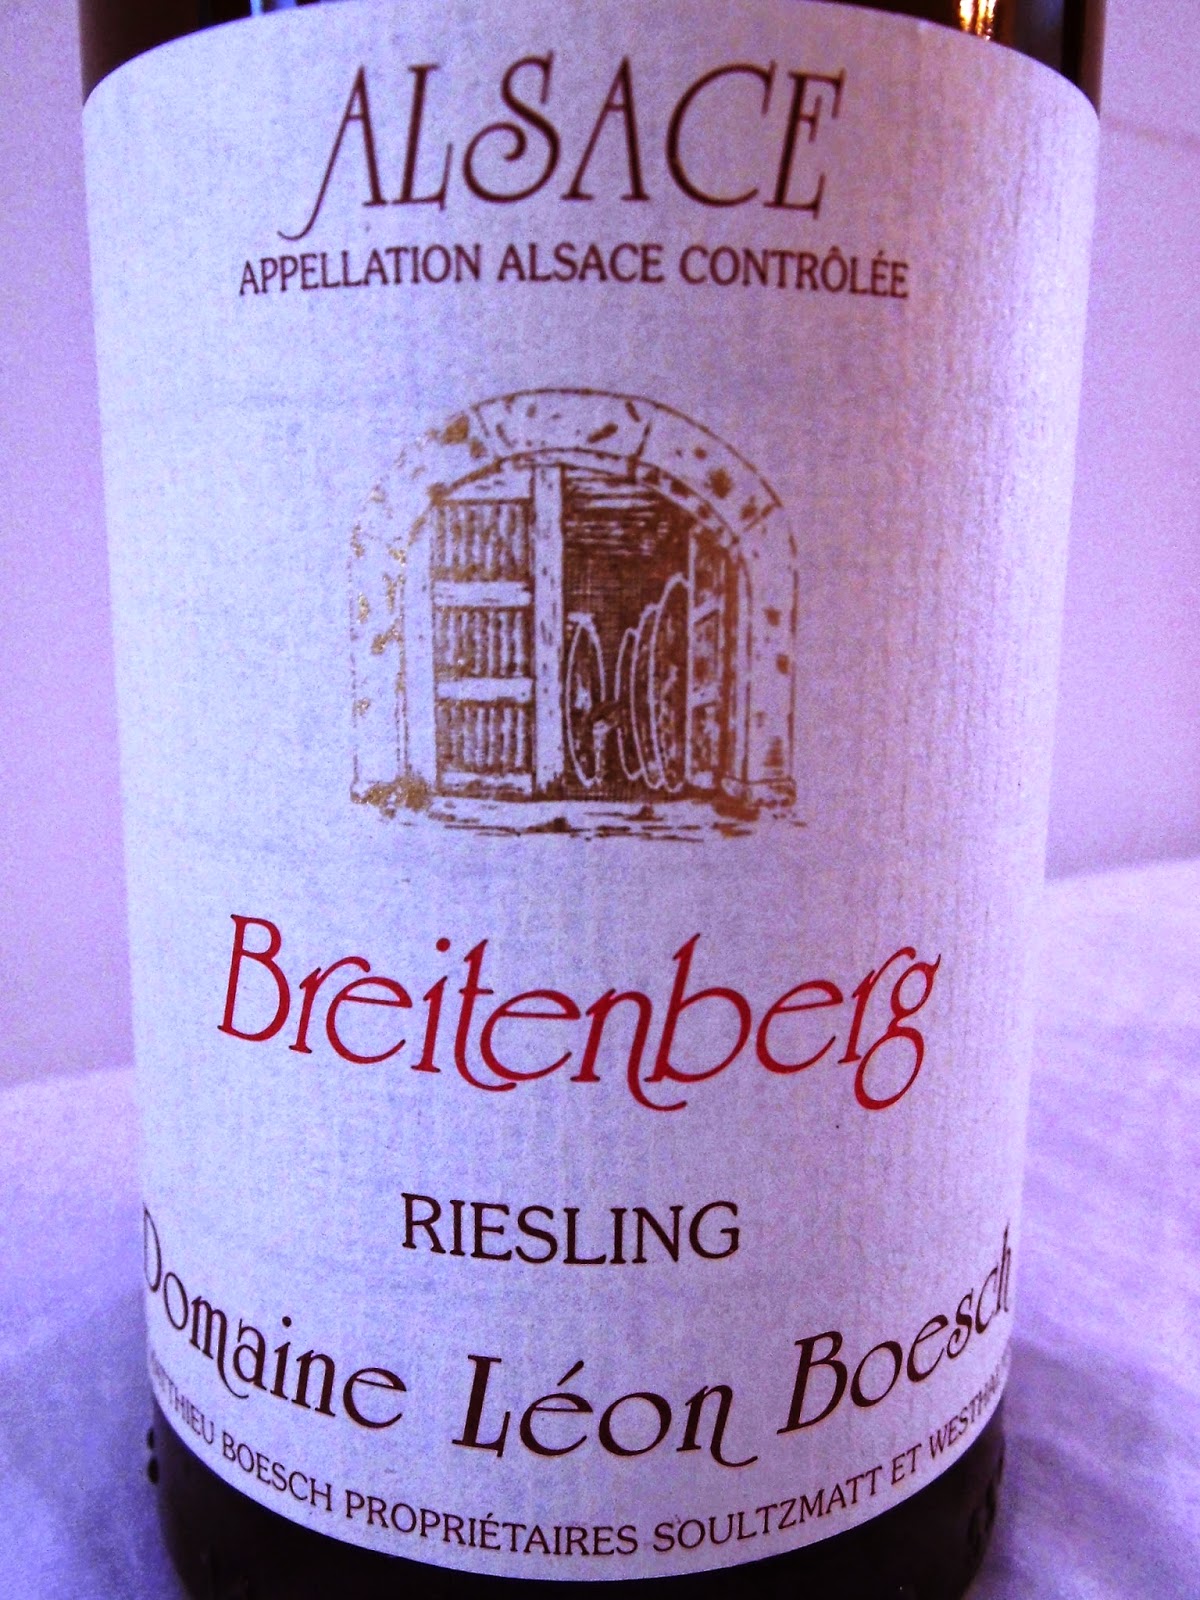 ALSACE
APPELLATION ALSACE CONTRÔLÉE
Breitenberg
RIESLING
Domaine Léon Boesch
BOESCH PROPRIÉTAIRES SOULTZMATT ET